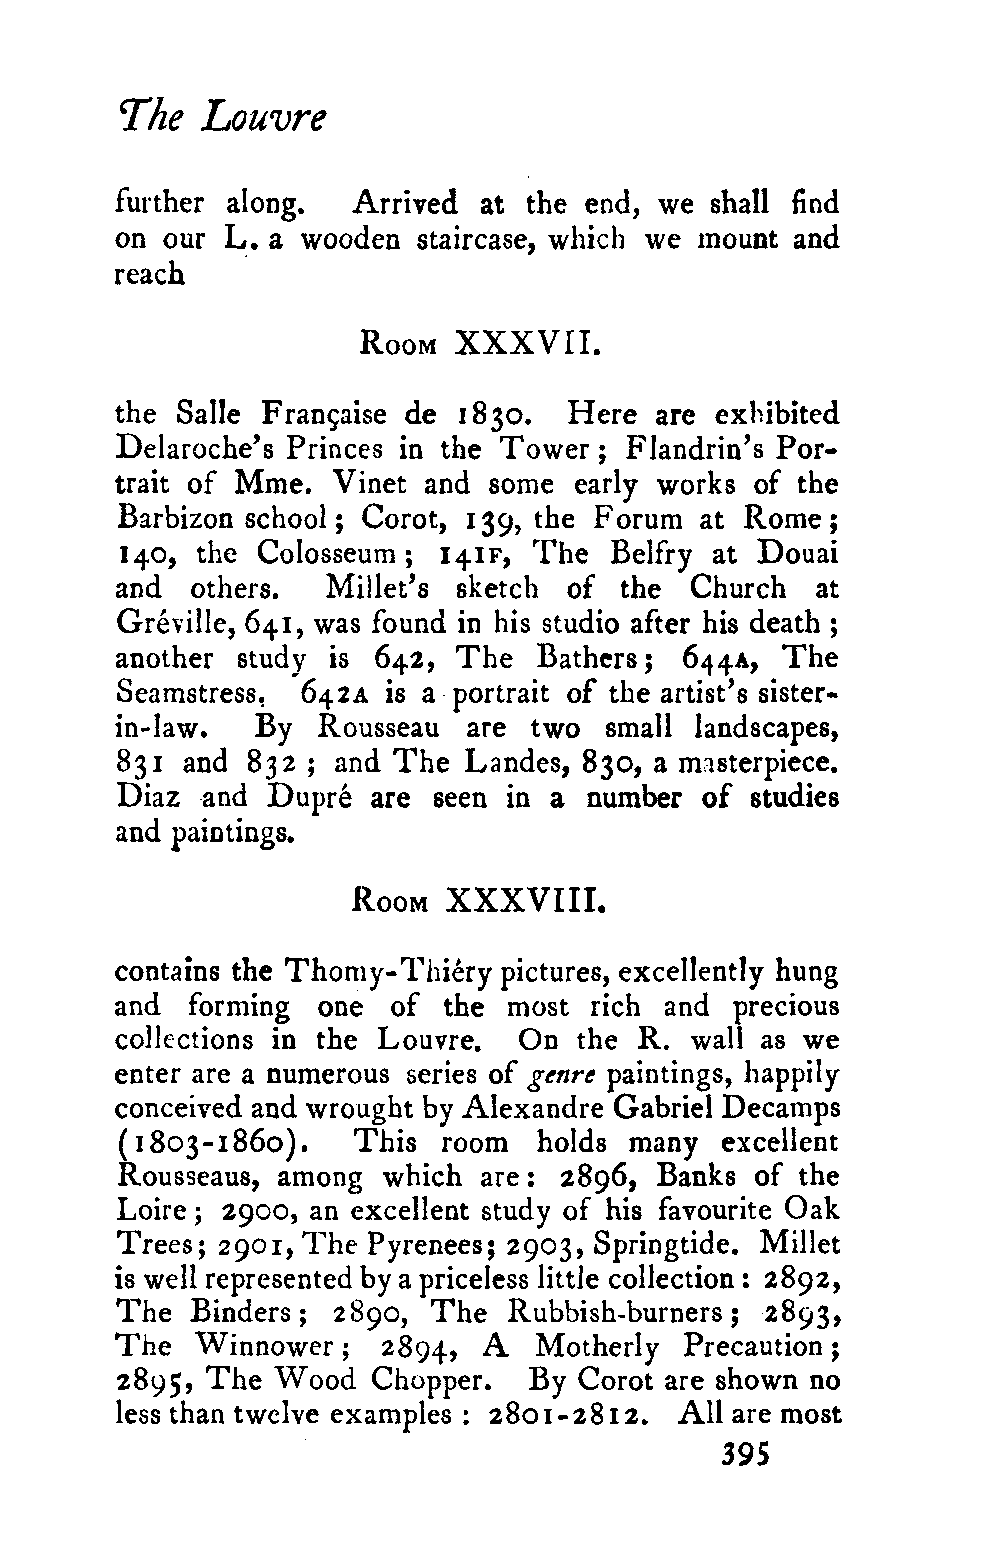 The Louvre
further along. Arrived at the end, we shall find
on our L. a wooden staircase, which we mount and
reach
Room XXXVII.
the Salle Française de 1830. Here are exhibited
Delaroche's Princes in the Tower; Flandrin's Por-
trait of Mme. Vinet and some early works of the
Barbizon school; Corot, 139, the Forum at Rome;
140, the Colosseum; 141F, The Belfry at Douai
and others. Millet's sketch of the Church at
Gréville, 641, was found in his studio after his death;
another study is 642, The Bathers; 644A, The
Seamstress. 642A is a portrait of the artist's sister-
in-law. By Rousseau are two small landscapes,
831 and 832; and The Landes, 830, a masterpiece.
Diaz and Dupré are seen in a number of studies
and paintings.
Room XXXVIII.
contains the Thomy-Thiéry pictures, excellently hung
and forming one of the most rich and precious
collections in the Louvre. On the R. wall as we
enter are a numerous series of genre paintings, happily
conceived and wrought by Alexandre Gabriel Decamps
(1803-1860). This room holds many excellent
Rousseaus, among which are: 2896, Banks of the
Loire; 2900, an excellent study of his favourite Oak
Trees; 2901, The Pyrenees; 2903, Springtide. Millet
is well represented by a priceless little collection: 2892,
The Binders; 2890, The Rubbish-burners; 2893,
The Winnower; 2894, A Motherly Precaution;
2895, The Wood Chopper. By Corot are shown no
less than twelve examples: 2801-2812. All are most
395